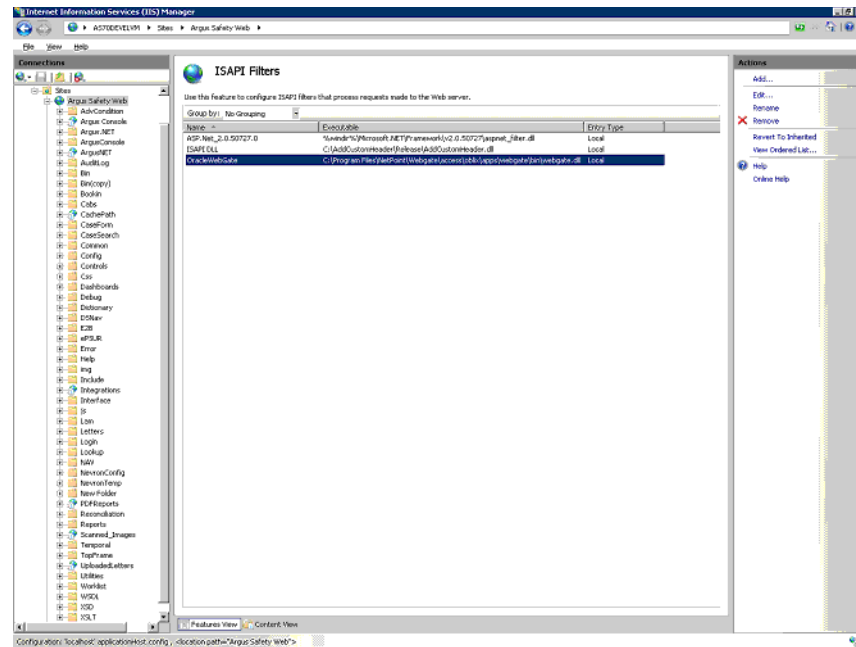 Internet Information Services (IIS) Manager
AS70DEVELVM Sites Argus Safety Web
File View Help
Connections
Sites
Argus Safety Web
AdvCondition
Argus Console
Argus.NET
ArgusConsole
ArgusNET
AuditLog
Bin
Bin(copy)
Bookin
Cabs
CachePath
CaseForm
CaseSearch
Common
Config
Controls
Css
Dashboards
Debug
Dictionary
DSNav
E2B
ePSUR
Error
Help
img
Include
Integrations
Interface
js
Lam
Letters
Login
Lookup
NAV
NevronConfig
NevronTemp
New Folder
PDFReports
Reconciliation
Reports
Scanned_Images
Temporal
TopFrame
UploadedLetters
Utilities
Worklist
WSDL
XSD
XSLT
ISAPI Filters
Use this feature to configure ISAPI filters that process requests made to the Web server.
Group by: No Grouping
Name Executable Entry Type
ASP.Net_2.0.50727.0 %windir%\Microsoft.NET\Framework\v2.0.50727\aspnet_filter.dll Local
ISAPI DLL C:\AddCustomHeader\Release\AddCustomHeader.dll Local
OracleWebGate C:\Program Files\NetPoint\Webgate\access\oblix\apps\webgate\bin\webgate.dll Local
Features View Content View
Actions
Add...
Edit...
Rename
Remove
Revert To Inherited
View Ordered List...
Help
Online Help
Configuration: 'localhost' applicationHost.config , <location path="Argus Safety Web">